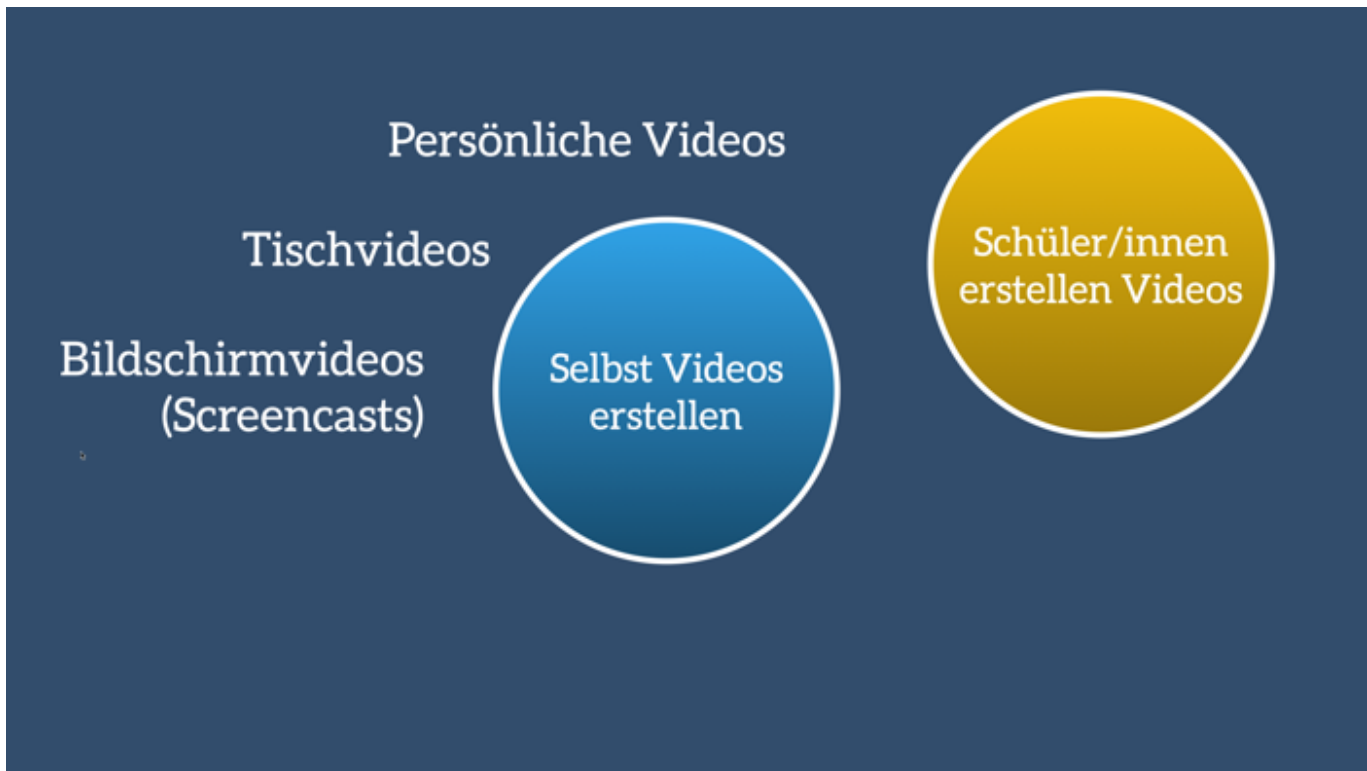 Persönliche Videos
Tischvideos
Bildschirmvideos
(Screencasts)
Selbst Videos
erstellen
Schüler/innen
erstellen Videos